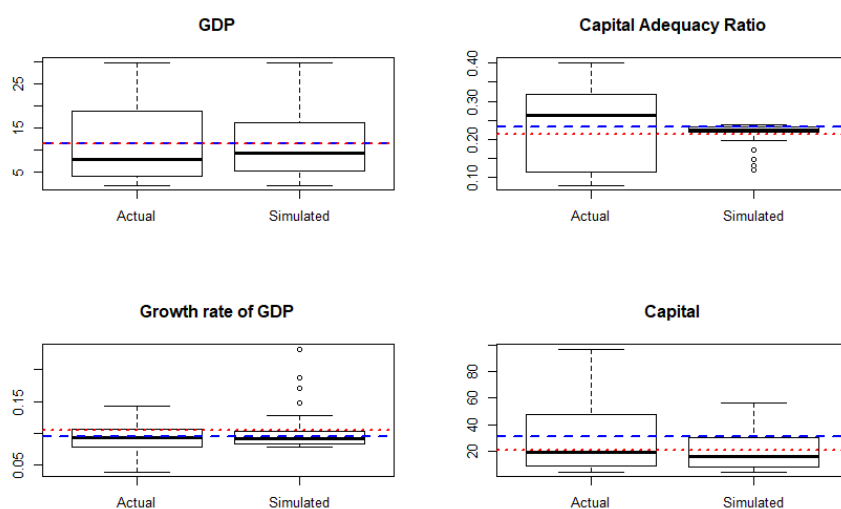 GDP
25
15
5
Actual Simulated
Capital Adequacy Ratio
0.40
0.30
0.20
0.10
Actual Simulated
Growth rate of GDP
0.15
0.05
Actual Simulated
Capital
80
60
40
20
Actual Simulated